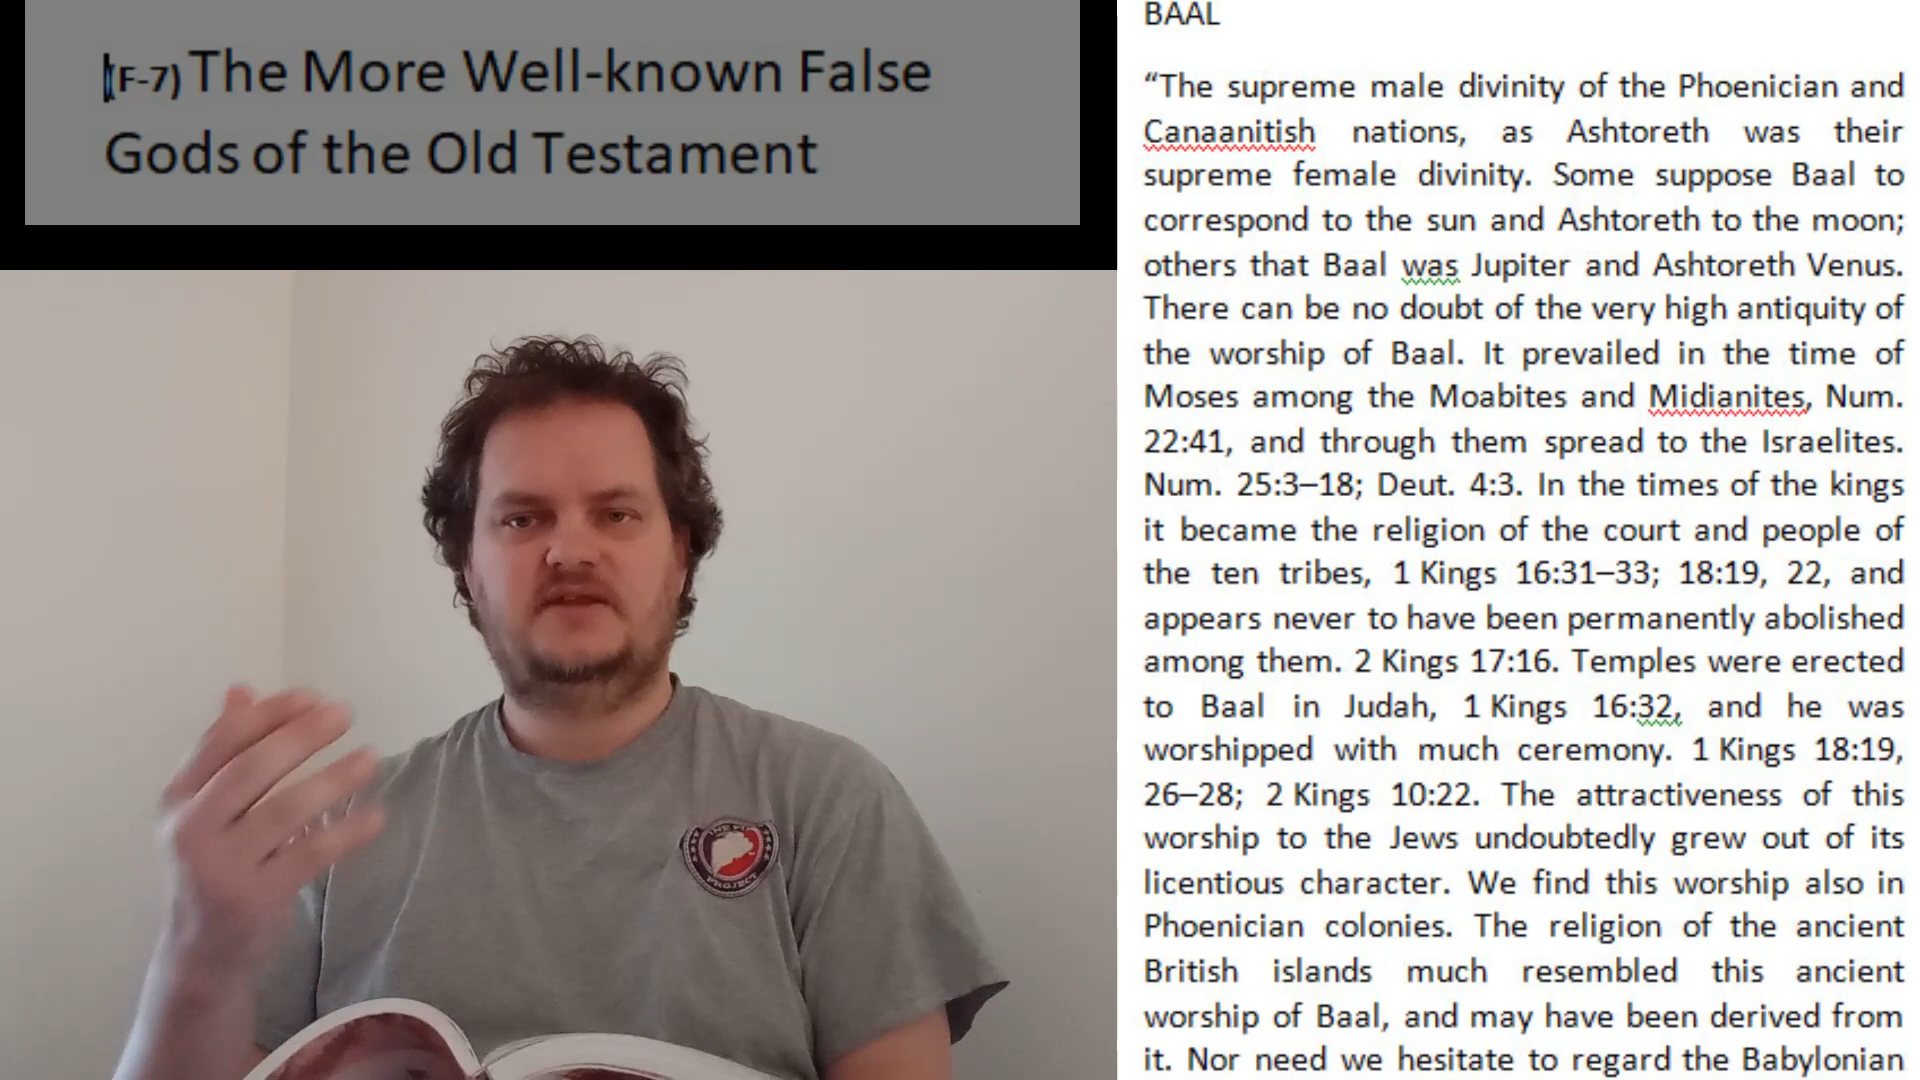 (F-7) The More Well-known False
Gods of the Old Testament
BAAL
“The supreme male divinity of the Phoenician and
Canaanitish nations, as Ashtoreth was their
supreme female divinity. Some suppose Baal to
correspond to the sun and Ashtoreth to the moon;
others that Baal was Jupiter and Ashtoreth Venus.
There can be no doubt of the very high antiquity of
the worship of Baal. It prevailed in the time of
Moses among the Moabites and Midianites, Num.
22:41, and through them spread to the Israelites.
Num. 25:3–18; Deut. 4:3. In the times of the kings
it became the religion of the court and people of
the ten tribes, 1 Kings 16:31–33; 18:19, 22, and
appears never to have been permanently abolished
among them. 2 Kings 17:16. Temples were erected
to Baal in Judah, 1 Kings 16:32, and he was
worshipped with much ceremony. 1 Kings 18:19,
26–28; 2 Kings 10:22. The attractiveness of this
worship to the Jews undoubtedly grew out of its
licentious character. We find this worship also in
Phoenician colonies. The religion of the ancient
British islands much resembled this ancient
worship of Baal, and may have been derived from
it. Nor need we hesitate to regard the Babylonian
PROJECT